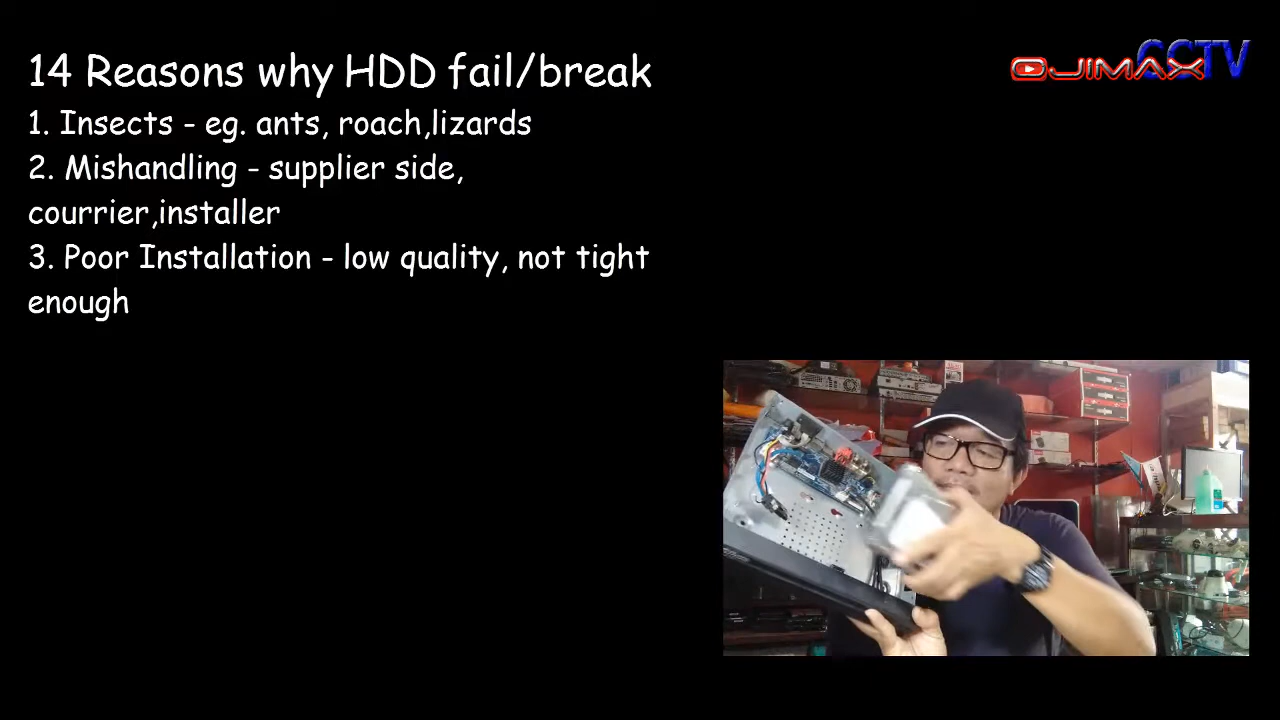 14 Reasons why HDD fail/break
1. Insects - eg. ants, roach,lizards
2. Mishandling - supplier side,
courrier,installer
3. Poor Installation - low quality, not tight
enough
OJIMAX CCTV